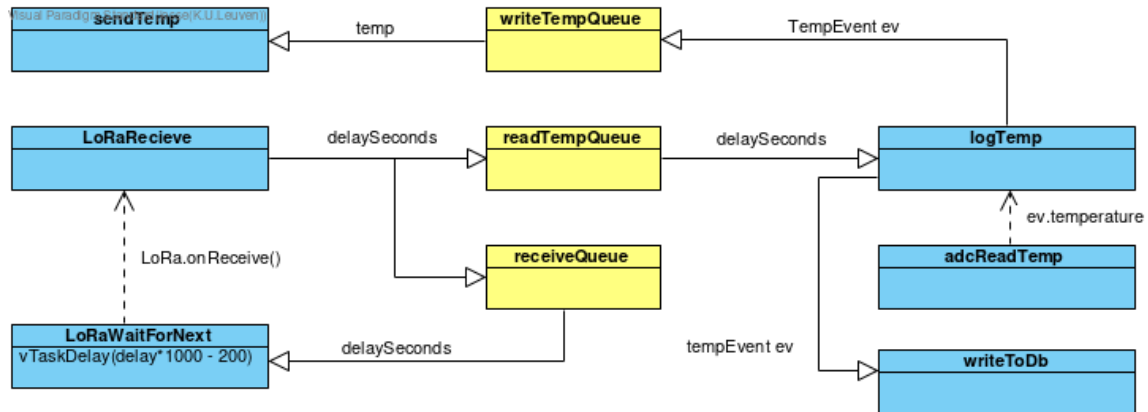 Visual Paradigm Standard(lasse(K.U.Leuven))
sendTemp
temp
writeTempQueue
TempEvent ev
LoRaRecieve
delaySeconds
readTempQueue
delaySeconds
logTemp
ev.temperature
LoRa.onReceive()
receiveQueue
adcReadTemp
LoRaWaitForNext
vTaskDelay(delay*1000 - 200)
delaySeconds
tempEvent ev
writeToDb